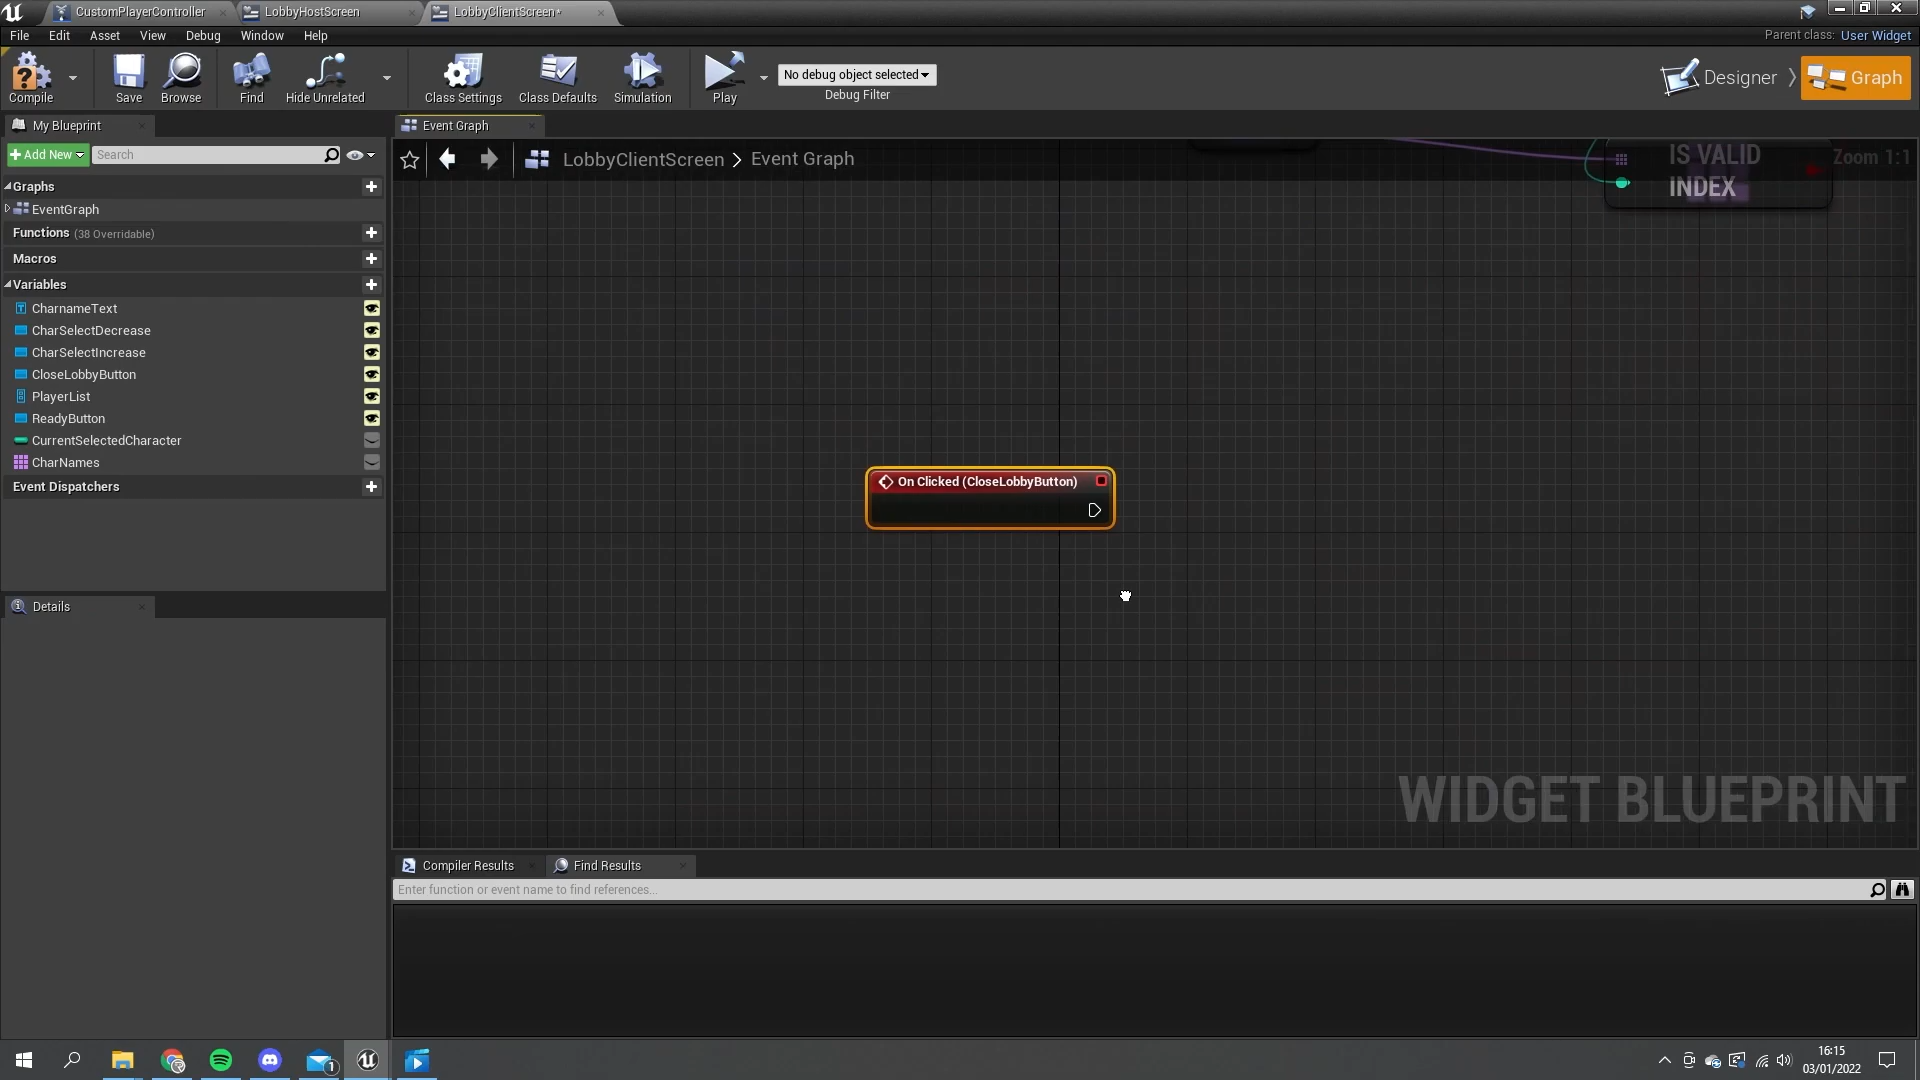 CustomPlayerController
LobbyHostScreen
LobbyClientScreen*
File
Edit
Asset
View
Debug
Window
Help
Parent class: User Widget
Compile
Save
Browse
Find
Hide Unrelated
Class Settings
Class Defaults
Simulation
Play
No debug object selected
Debug Filter
Designer
Graph
My Blueprint
Event Graph
Add New
Search
LobbyClientScreen > Event Graph
Zoom 1:1
IS VALID
INDEX
Graphs
EventGraph
Functions (38 Overridable)
Macros
Variables
CharnameText
CharSelectDecrease
CharSelectIncrease
CloseLobbyButton
PlayerList
ReadyButton
CurrentSelectedCharacter
CharNames
Event Dispatchers
On Clicked (CloseLobbyButton)
Details
WIDGET BLUEPRINT
Compiler Results
Find Results
Enter function or event name to find references...
1
16:15
03/01/2022